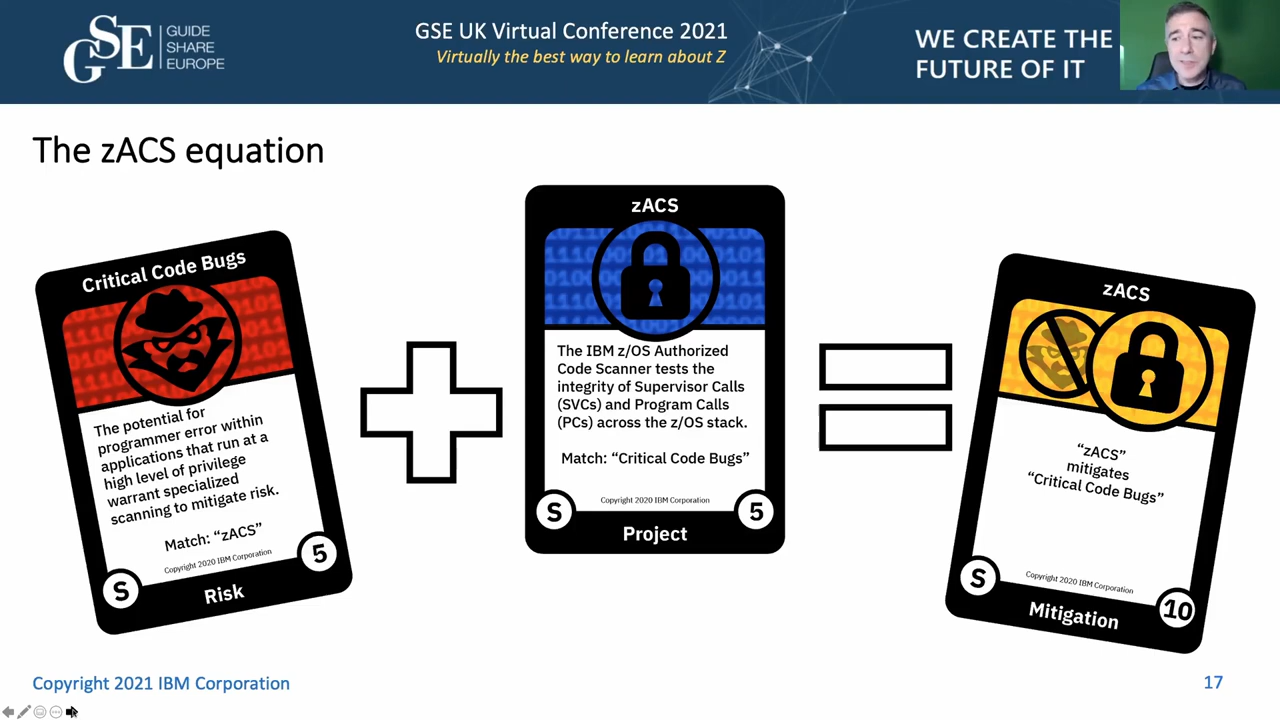 GSE
GUIDE
SHARE
EUROPE
GSE UK Virtual Conference 2021
Virtually the best way to learn about Z
WE CREATE THE
FUTURE OF IT
The zACS equation
Critical Code Bugs
The potential for
programmer error within
applications that run at a
high level of privilege
warrant specialized
scanning to mitigate risk.
Match: “zACS”
Copyright 2020 IBM Corporation
S
5
Risk
zACS
The IBM z/OS Authorized
Code Scanner tests the
integrity of Supervisor Calls
(SVCs) and Program Calls
(PCs) across the z/OS stack.
Match: “Critical Code Bugs”
Copyright 2020 IBM Corporation
S
5
Project
zACS
“zACS”
mitigates
“Critical Code Bugs”
Copyright 2020 IBM Corporation
S
10
Mitigation
Copyright 2021 IBM Corporation
17